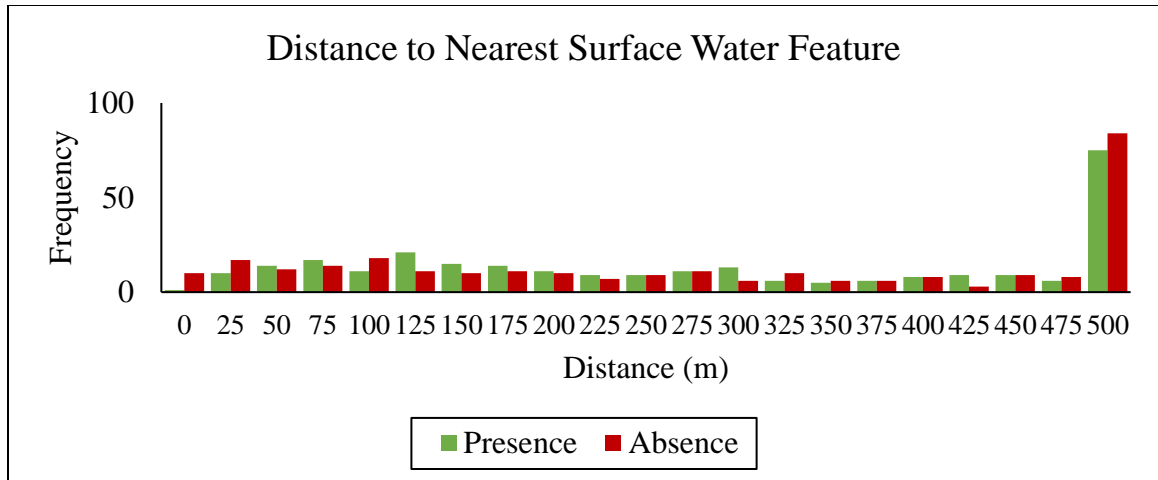 Distance to Nearest Surface Water Feature
100
50
0
Frequency
0 25 50 75 100 125 150 175 200 225 250 275 300 325 350 375 400 425 450 475 500
Distance (m)
Presence Absence